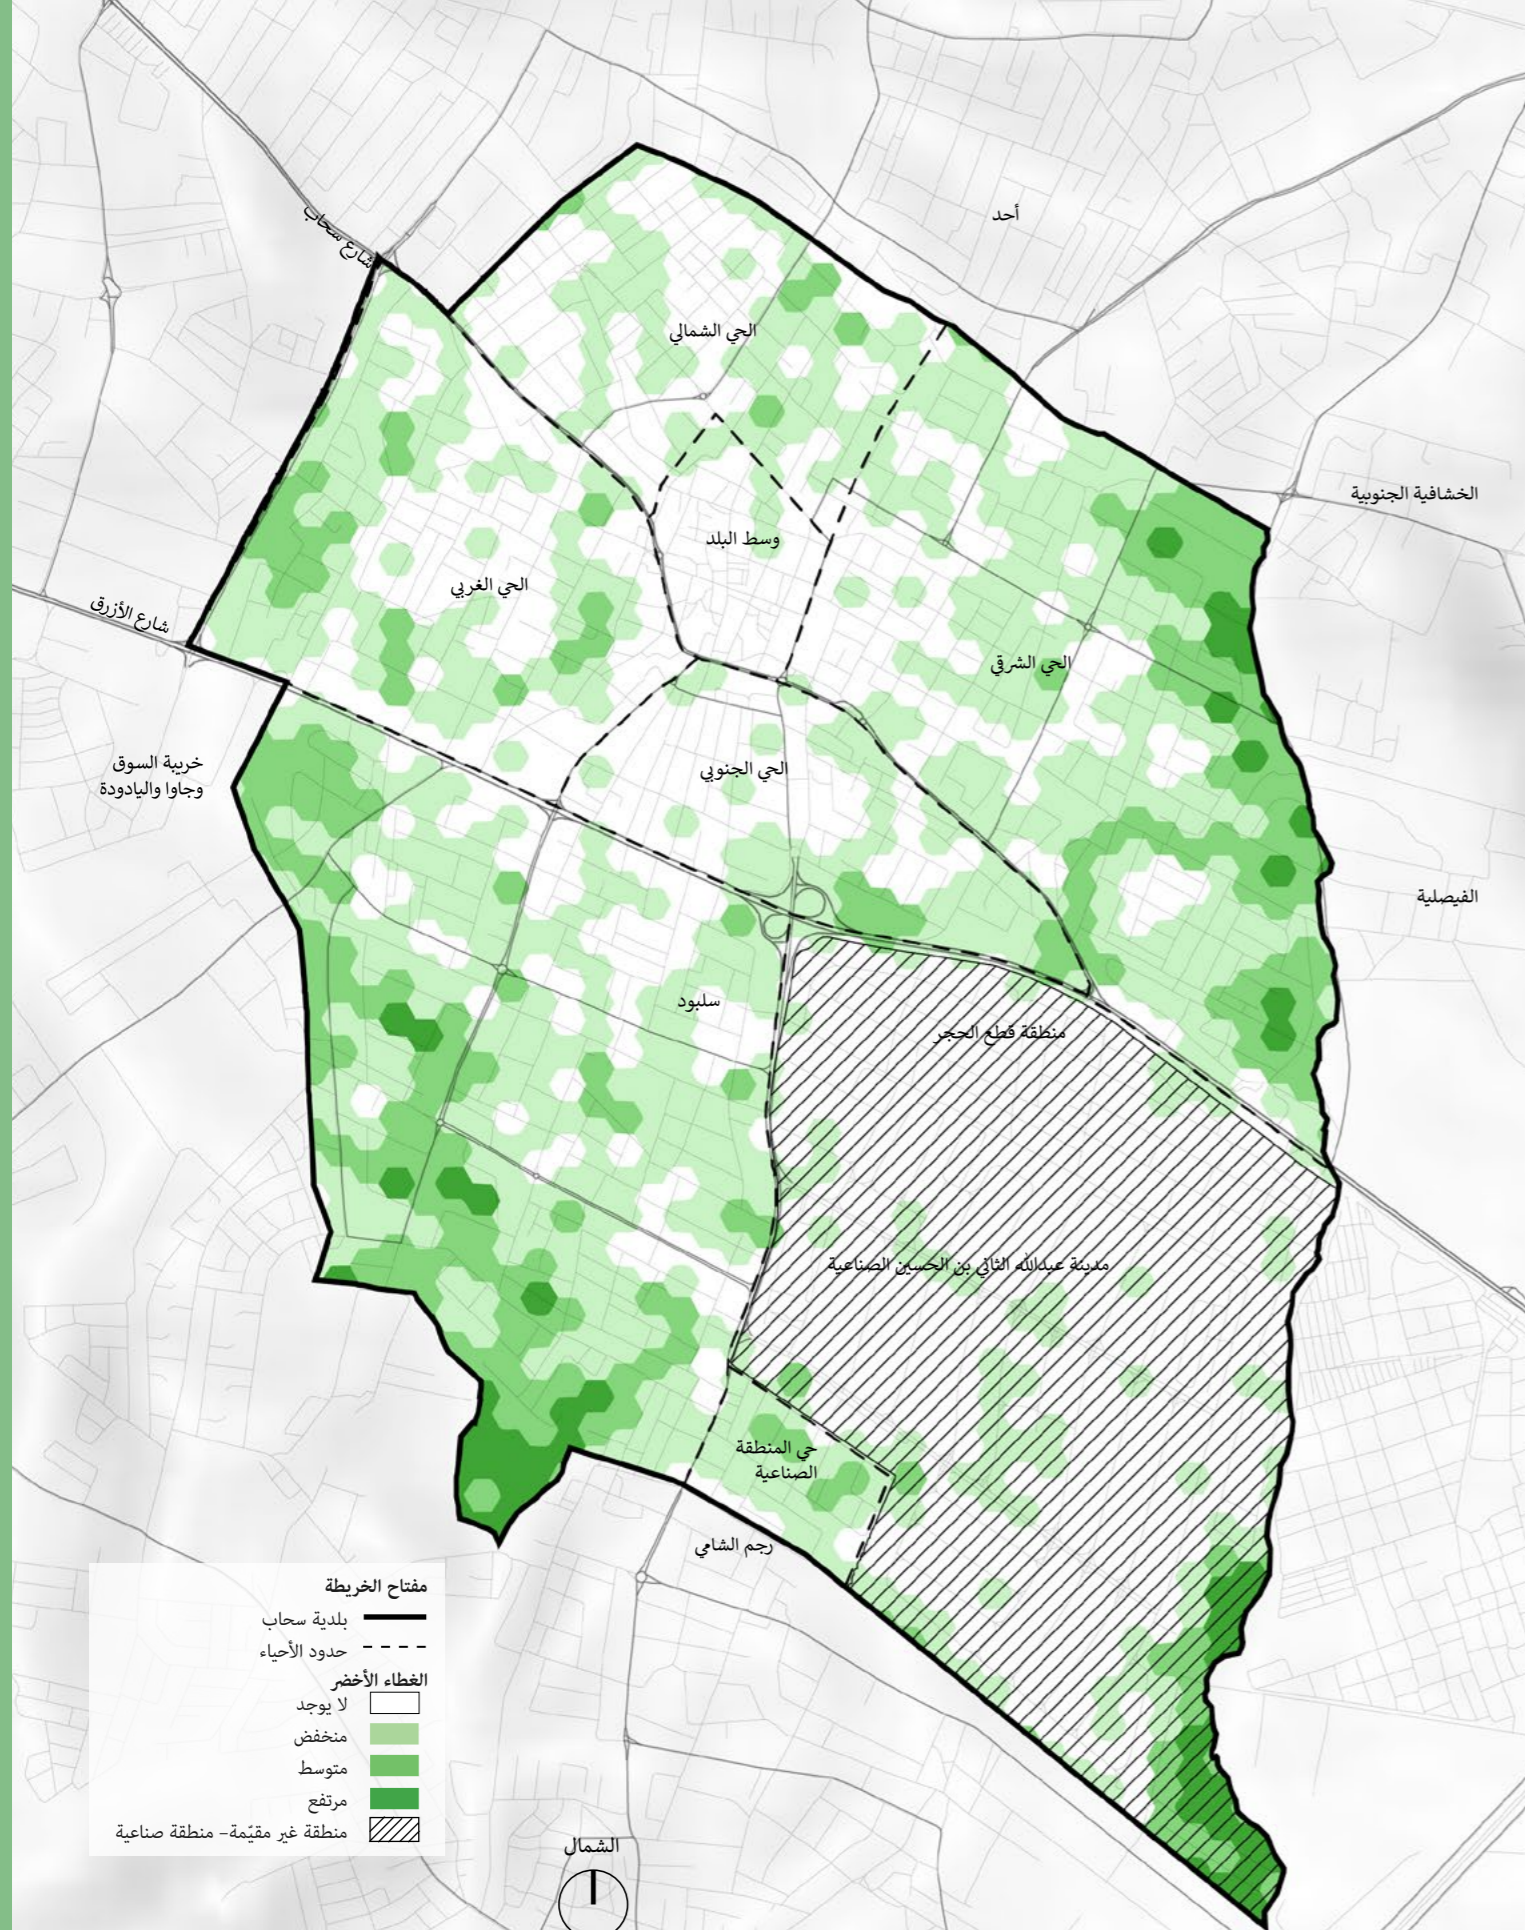 أحد
شارع سحاب
الحي الشمالي
الخشافية الجنوبية
وسط البلد
الحي الغربي
شارع الأزرق
الحي الشرقي
خريبة السوق
وجاوا واليادودة
الحي الجنوبي
الفيصلية
سلبود
منطقة قطع الحجر
مدينة عبدالله الثاني بن الحسين الصناعية
حي المنطقة
الصناعية
رجم الشامي
مفتاح الخريطة
بلدية سحاب
حدود الأحياء
الغطاء الأخضر
لا يوجد
منخفض
متوسط
مرتفع
منطقة غير مقيّمة- منطقة صناعية
الشمال